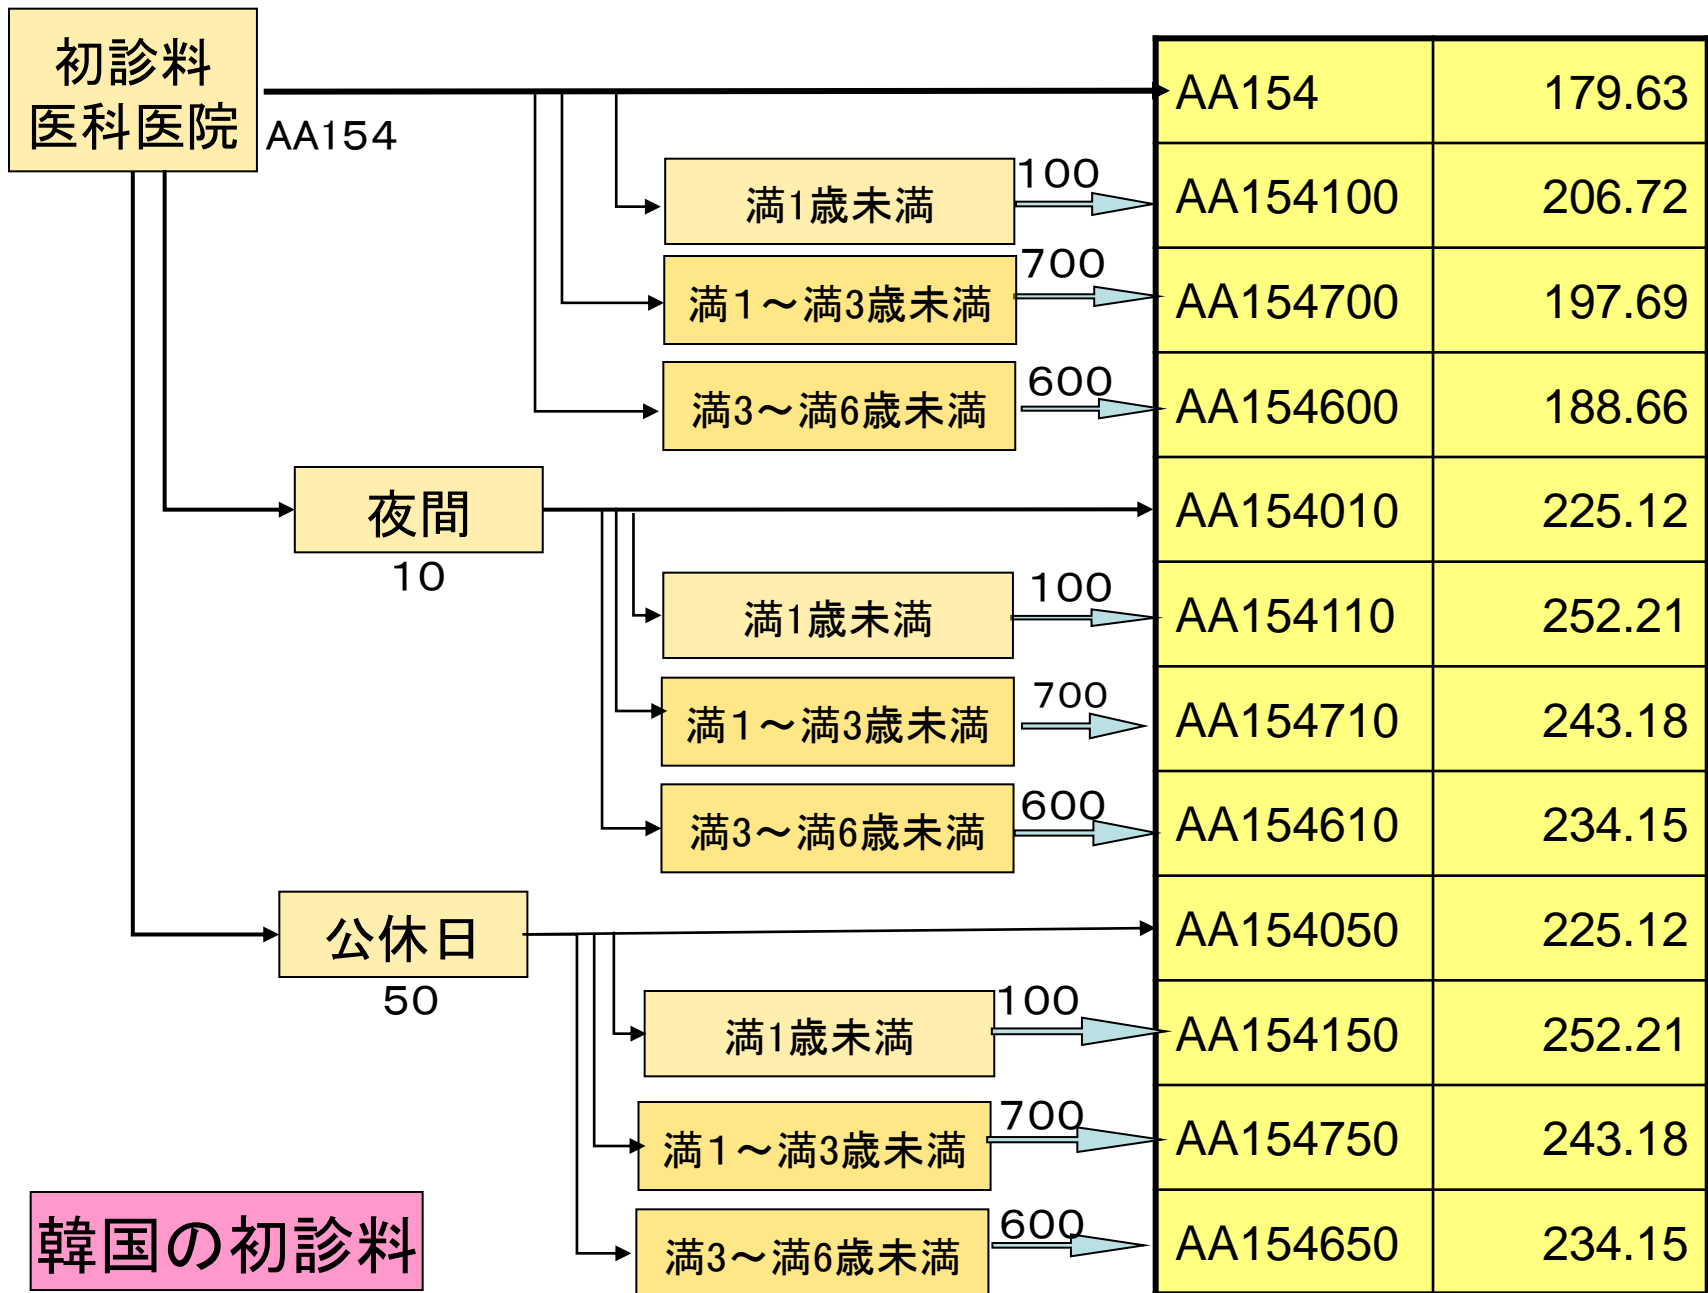 初診料
医科医院
AA154
AA154 179.63
満1歳未満 100 AA154100 206.72
満１～満3歳未満 700 AA154700 197.69
満3～満6歳未満 600 AA154600 188.66
夜間 AA154010 225.12
10
満1歳未満 100 AA154110 252.21
満１～満3歳未満 700 AA154710 243.18
満3～満6歳未満 600 AA154610 234.15
公休日 AA154050 225.12
50
満1歳未満 100 AA154150 252.21
満１～満3歳未満 700 AA154750 243.18
満3～満6歳未満 600 AA154650 234.15
韓国の初診料